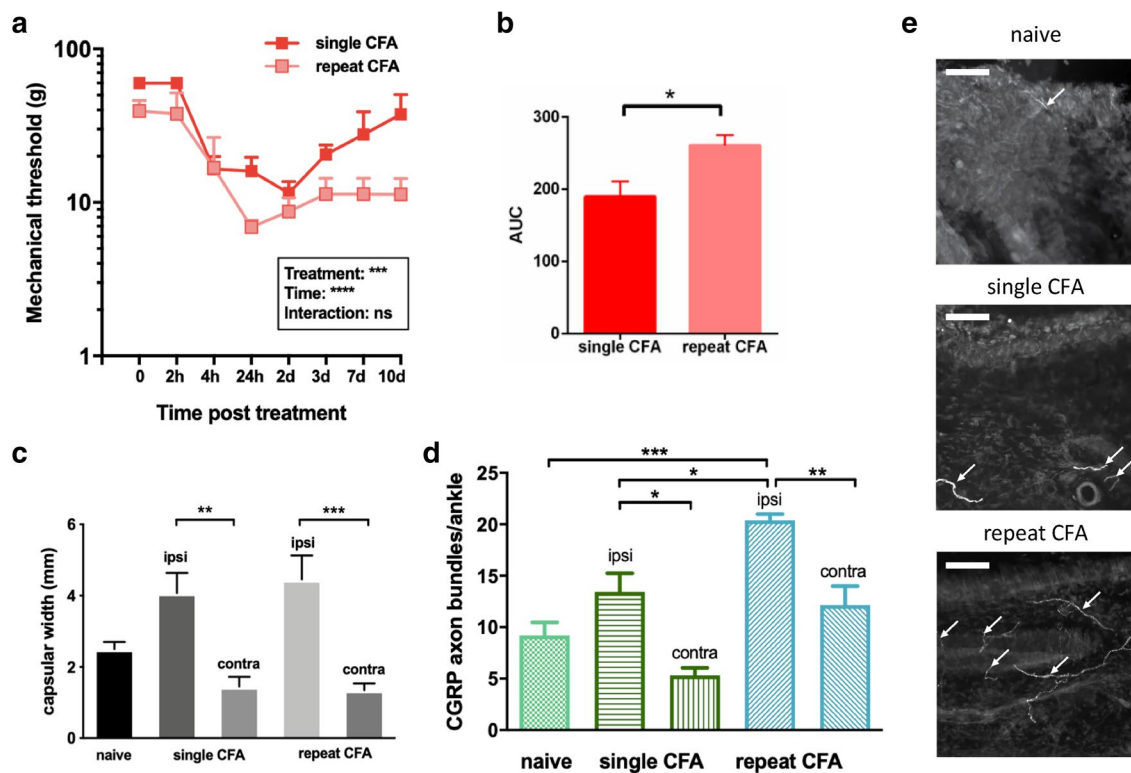 a
single CFA
repeat CFA
100
10
1
Mechanical threshold (g)
Treatment: ***
Time: ****
Interaction: ns
0 2h 4h 24h 2d 3d 7d 10d
Time post treatment
b
*
300
200
100
0
AUC
single CFA repeat CFA
c
** ***
6
4
2
0
capsular width (mm)
ipsi contra ipsi contra
naive single CFA repeat CFA
d
***
* **
*
25
20
15
10
5
0
CGRP axon bundles/ankle
ipsi contra ipsi contra
naive single CFA repeat CFA
e
naive
single CFA
repeat CFA